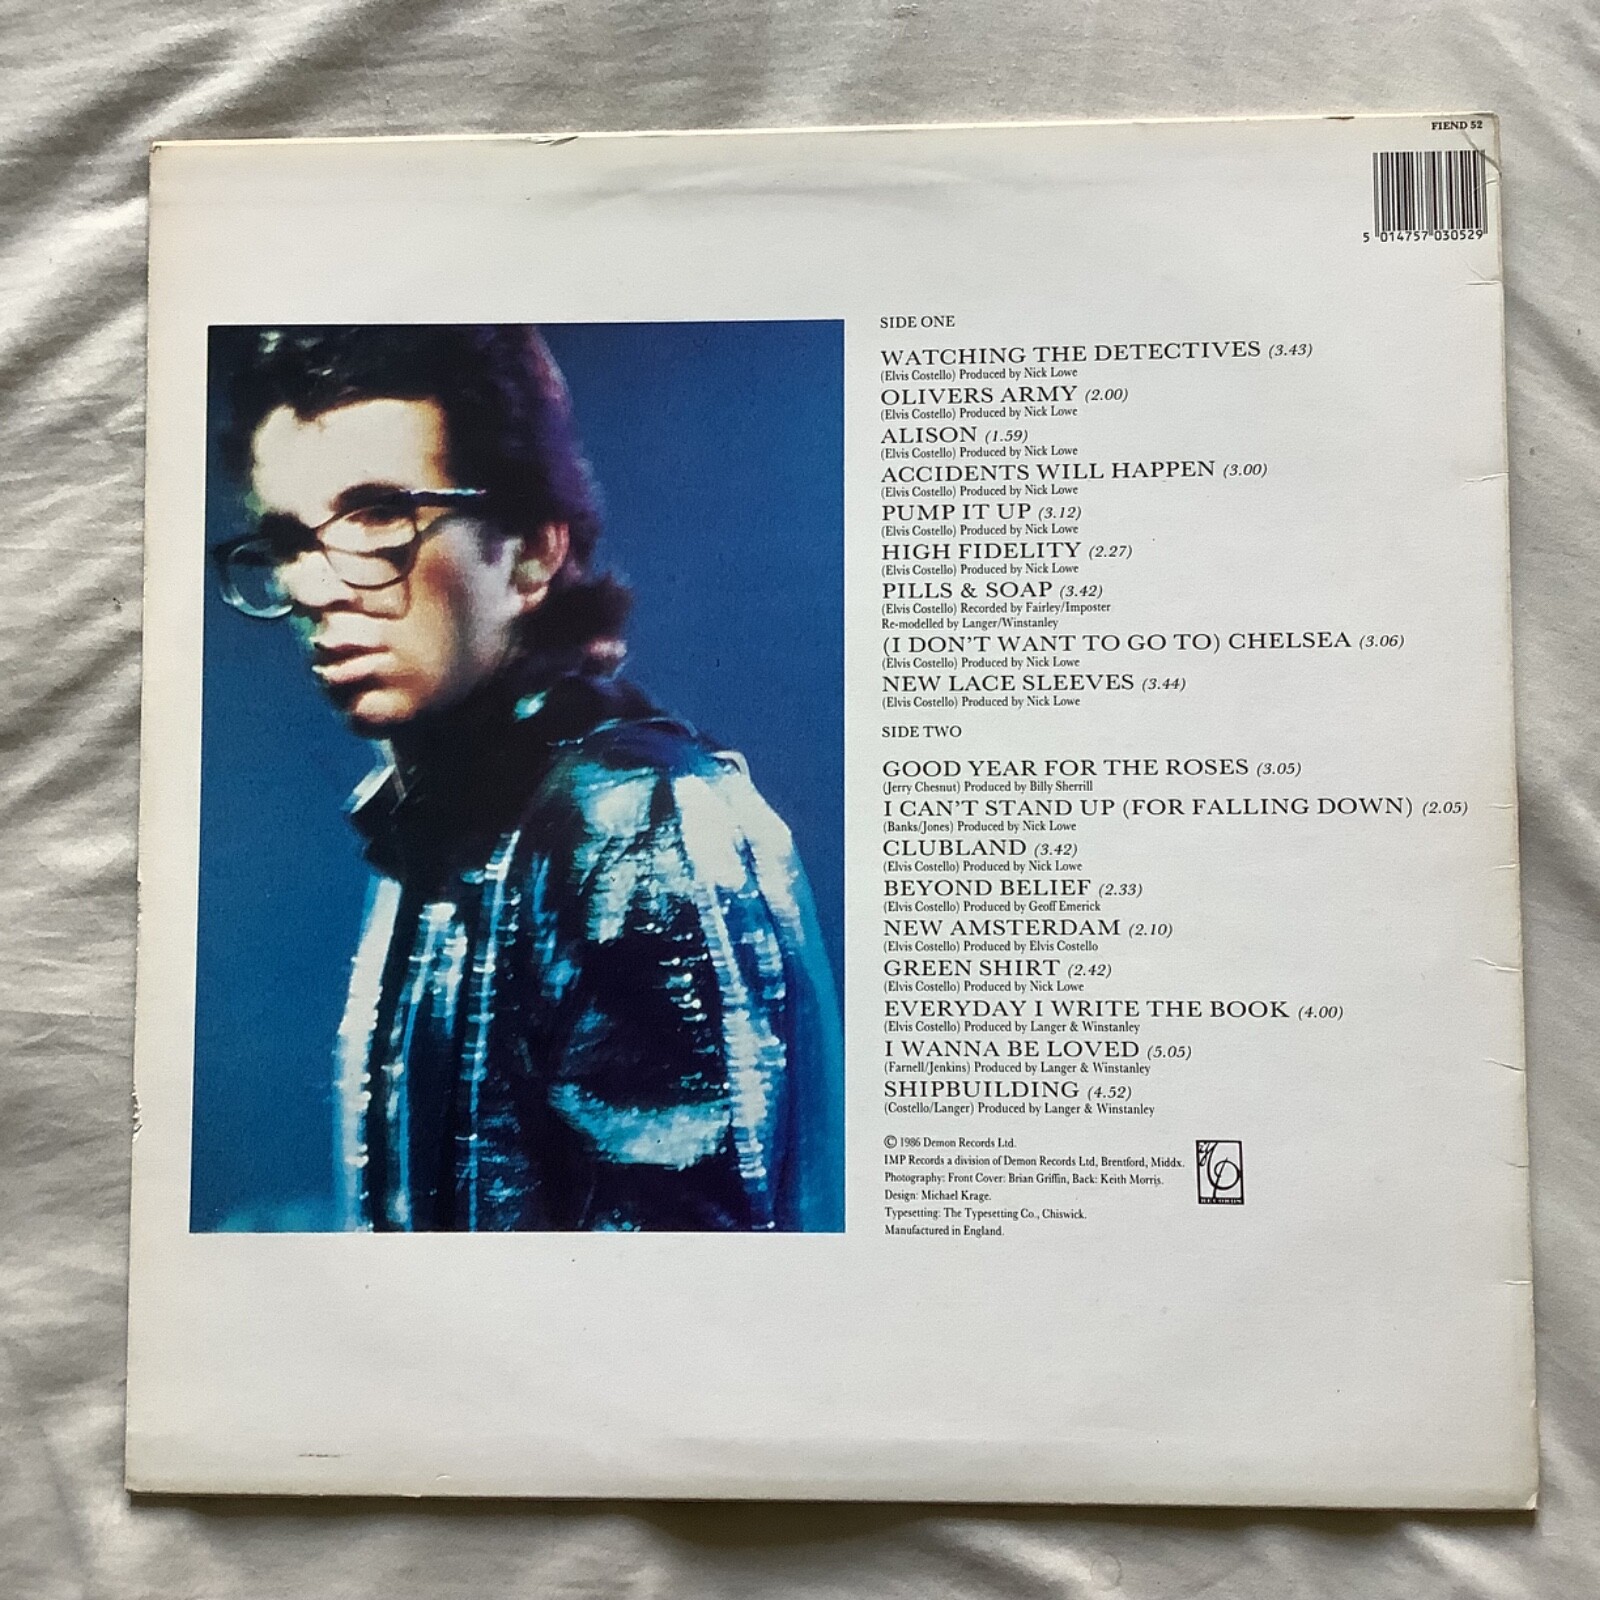 FIEND 52
5 014757 030529
SIDE ONE
WATCHING THE DETECTIVES (3.43)
(Elvis Costello) Produced by Nick Lowe
OLIVERS ARMY (2.00)
(Elvis Costello) Produced by Nick Lowe
ALISON (1.59)
(Elvis Costello) Produced by Nick Lowe
ACCIDENTS WILL HAPPEN (3.00)
(Elvis Costello) Produced by Nick Lowe
PUMP IT UP (3.12)
(Elvis Costello) Produced by Nick Lowe
HIGH FIDELITY (2.27)
(Elvis Costello) Produced by Nick Lowe
PILLS & SOAP (3.42)
(Elvis Costello) Recorded by Fairley/Imposter
Re-modelled by Langer/Winstanley
(I DON'T WANT TO GO TO) CHELSEA (3.06)
(Elvis Costello) Produced by Nick Lowe
NEW LACE SLEEVES (3.44)
(Elvis Costello) Produced by Nick Lowe
SIDE TWO
GOOD YEAR FOR THE ROSES (3.05)
(Jerry Chesnut) Produced by Billy Sherrill
I CAN'T STAND UP (FOR FALLING DOWN) (2.05)
(Banks/Jones) Produced by Nick Lowe
CLUBLAND (3.42)
(Elvis Costello) Produced by Nick Lowe
BEYOND BELIEF (2.33)
(Elvis Costello) Produced by Geoff Emerick
NEW AMSTERDAM (2.10)
(Elvis Costello) Produced by Elvis Costello
GREEN SHIRT (2.42)
(Elvis Costello) Produced by Nick Lowe
EVERYDAY I WRITE THE BOOK (4.00)
(Elvis Costello) Produced by Langer & Winstanley
I WANNA BE LOVED (5.05)
(Farnell/Jenkins) Produced by Langer & Winstanley
SHIPBUILDING (4.52)
(Costello/Langer) Produced by Langer & Winstanley
© 1986 Demon Records Ltd.
IMP Records a division of Demon Records Ltd, Brentford, Middx.
Photography: Front Cover: Brian Griffin, Back: Keith Morris.
Design: Michael Krage.
Typesetting: The Typesetting Co., Chiswick.
Manufactured in England.
RECORDS